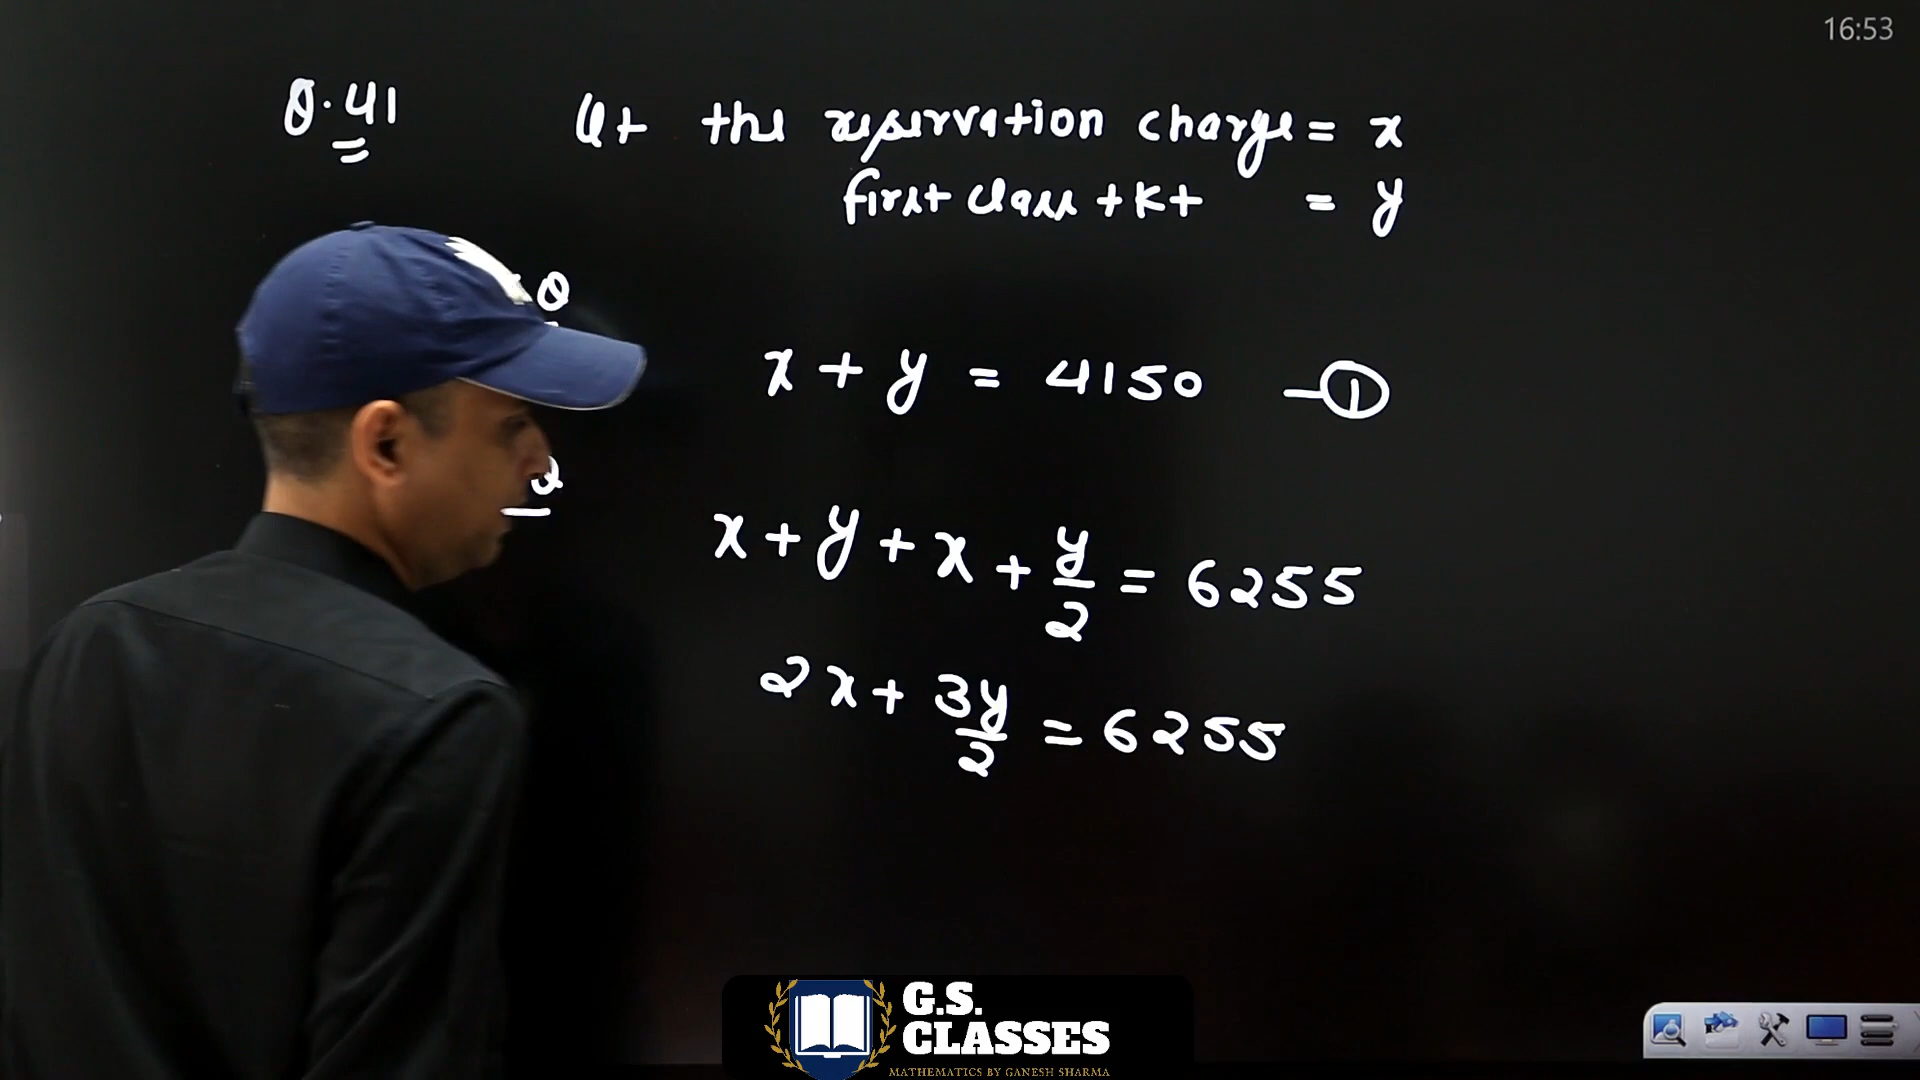 16:53
Q.41 Let the reservation charge = x
first class tkt = y
Q
x + y = 4150 —①
x + y + x + y/2 = 6255
2x + 3y/2 = 6255
G.S.
CLASSES
MATHEMATICS BY GANESH SHARMA